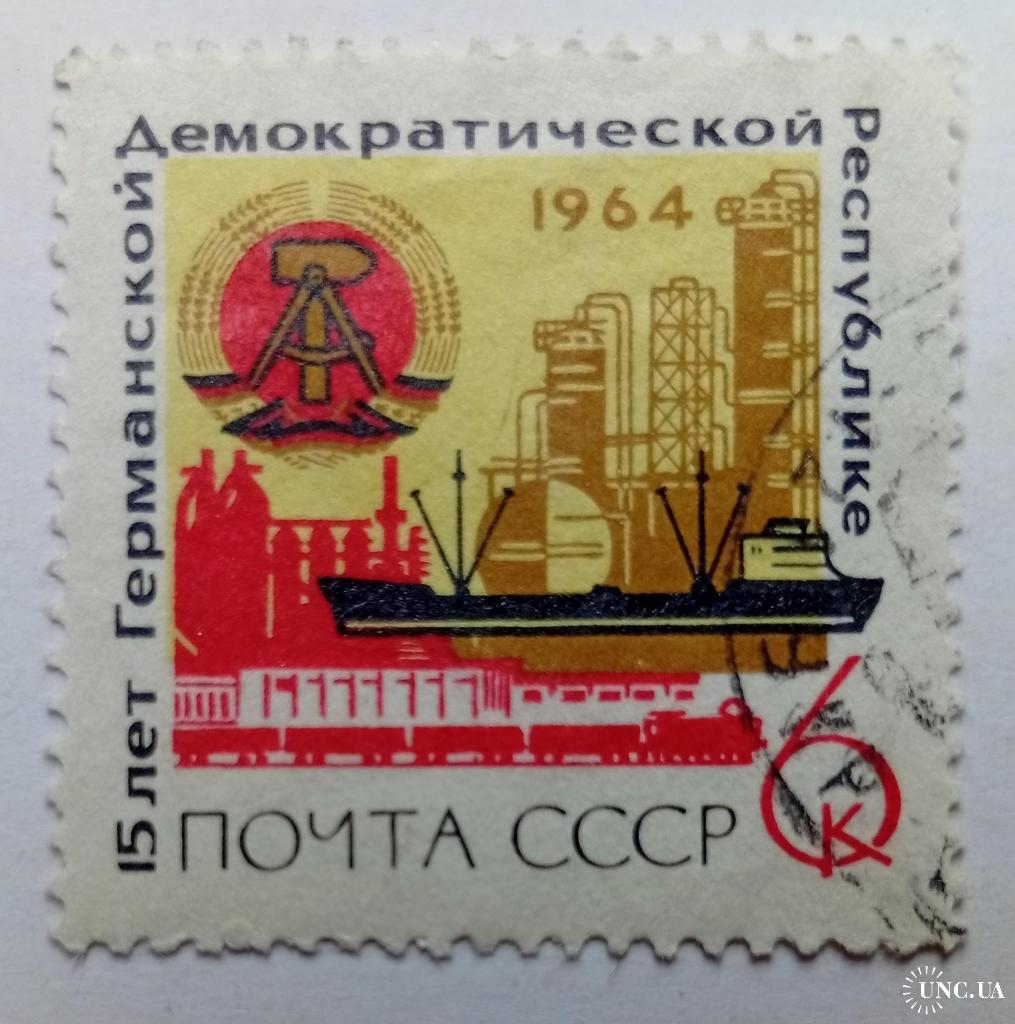 15 лет Германской
Демократической
Республике
1964
ПОЧТА СССР
6
К
UNC.UA